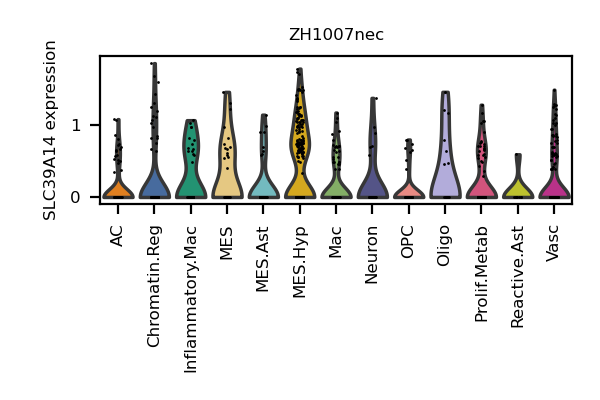 ZH1007nec
SLC39A14 expression
1
0
AC
Chromatin.Reg
Inflammatory.Mac
MES
MES.Ast
MES.Hyp
Mac
Neuron
OPC
Oligo
Prolif.Metab
Reactive.Ast
Vasc